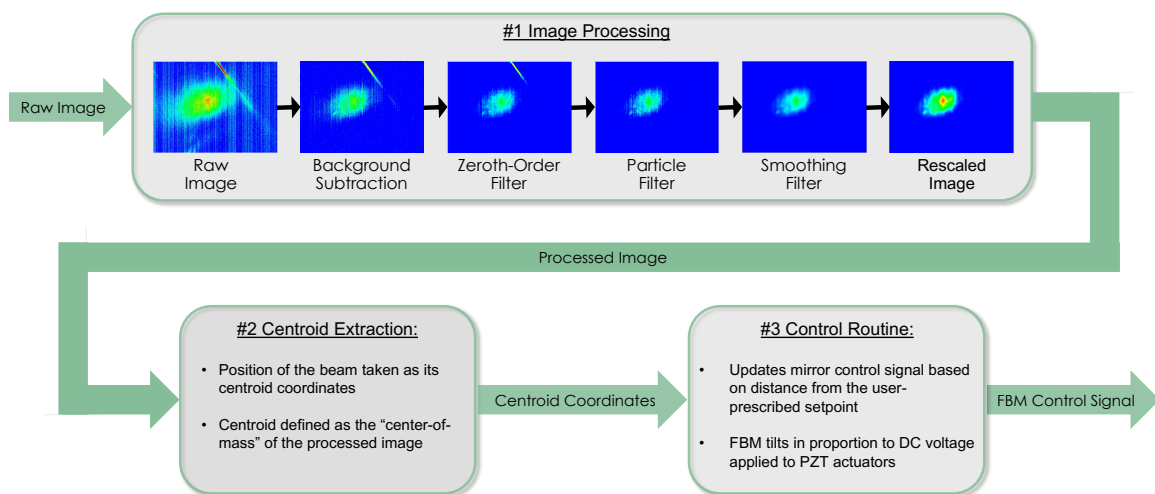 #1 Image Processing
Raw Image
Raw
Image
Background
Subtraction
Zeroth-Order
Filter
Particle
Filter
Smoothing
Filter
Rescaled
Image
Processed Image
#2 Centroid Extraction:
• Position of the beam taken as its
centroid coordinates
• Centroid defined as the “center-of-
mass” of the processed image
Centroid Coordinates
#3 Control Routine:
• Updates mirror control signal based
on distance from the user-
prescribed setpoint
• FBM tilts in proportion to DC voltage
applied to PZT actuators
FBM Control Signal